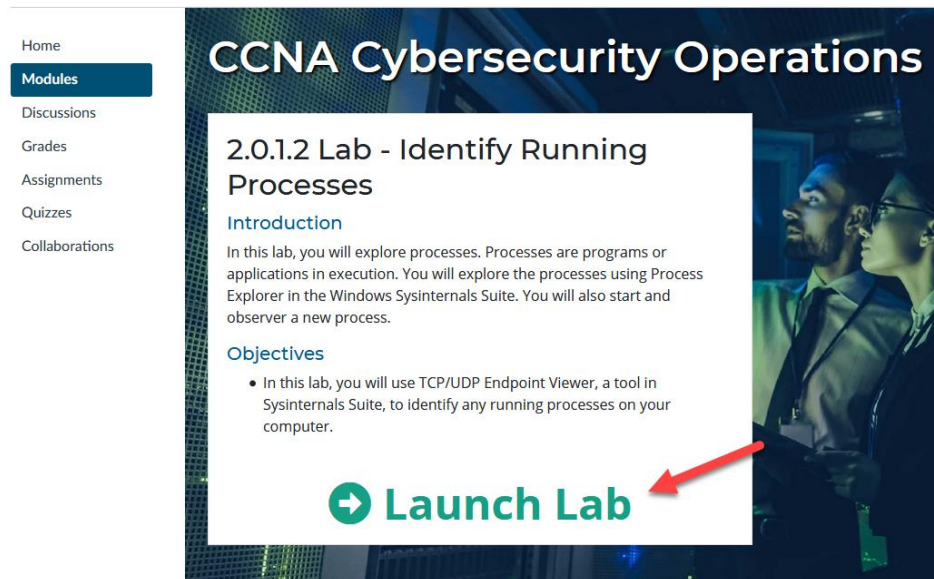 Home
Modules
Discussions
Grades
Assignments
Quizzes
Collaborations
CCNA Cybersecurity Operations
2.0.1.2 Lab - Identify Running
Processes
Introduction
In this lab, you will explore processes. Processes are programs or
applications in execution. You will explore the processes using Process
Explorer in the Windows Sysinternals Suite. You will also start and
observer a new process.
Objectives
• In this lab, you will use TCP/UDP Endpoint Viewer, a tool in
Sysinternals Suite, to identify any running processes on your
computer.
Launch Lab